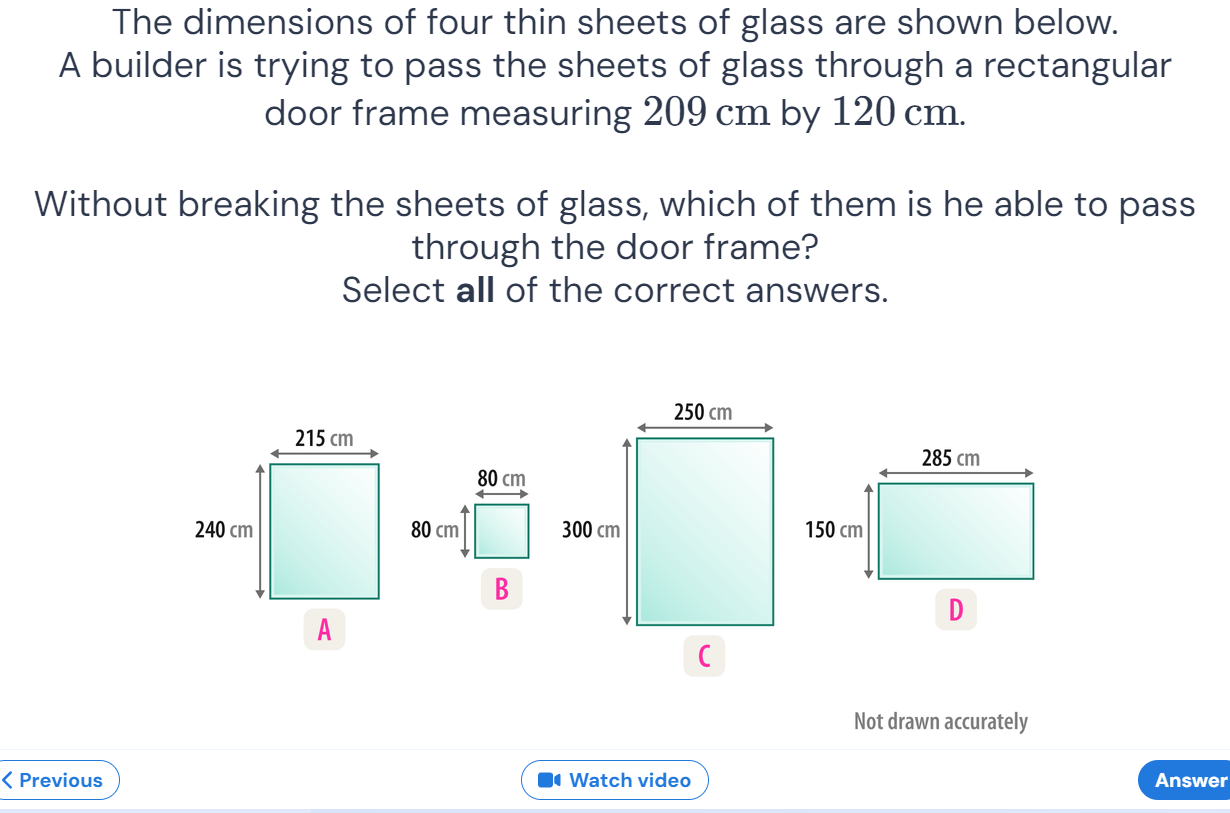 The dimensions of four thin sheets of glass are shown below.
A builder is trying to pass the sheets of glass through a rectangular
door frame measuring 209 cm by 120 cm.
Without breaking the sheets of glass, which of them is he able to pass
through the door frame?
Select all of the correct answers.
215 cm
240 cm
A
80 cm
80 cm
B
250 cm
300 cm
C
285 cm
150 cm
D
Not drawn accurately
Previous
Watch video
Answer